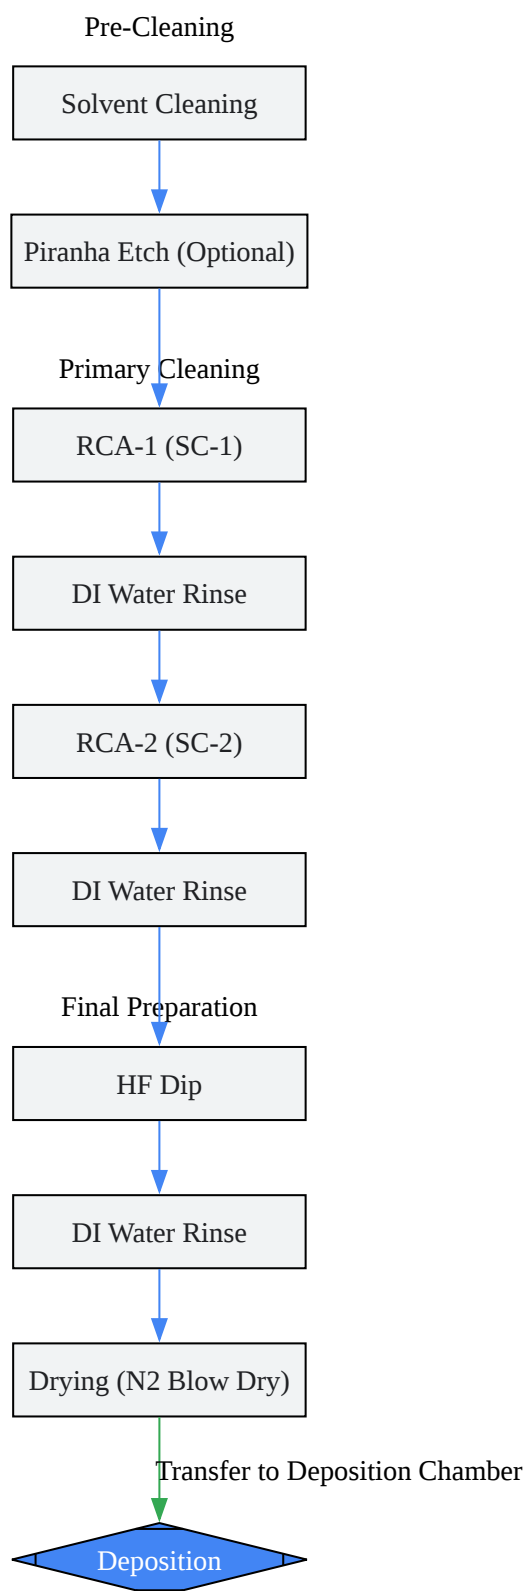 Pre-Cleaning
Solvent Cleaning
Piranha Etch (Optional)
Primary Cleaning
RCA-1 (SC-1)
DI Water Rinse
RCA-2 (SC-2)
DI Water Rinse
Final Preparation
HF Dip
DI Water Rinse
Drying (N2 Blow Dry)
Transfer to Deposition Chamber
Deposition